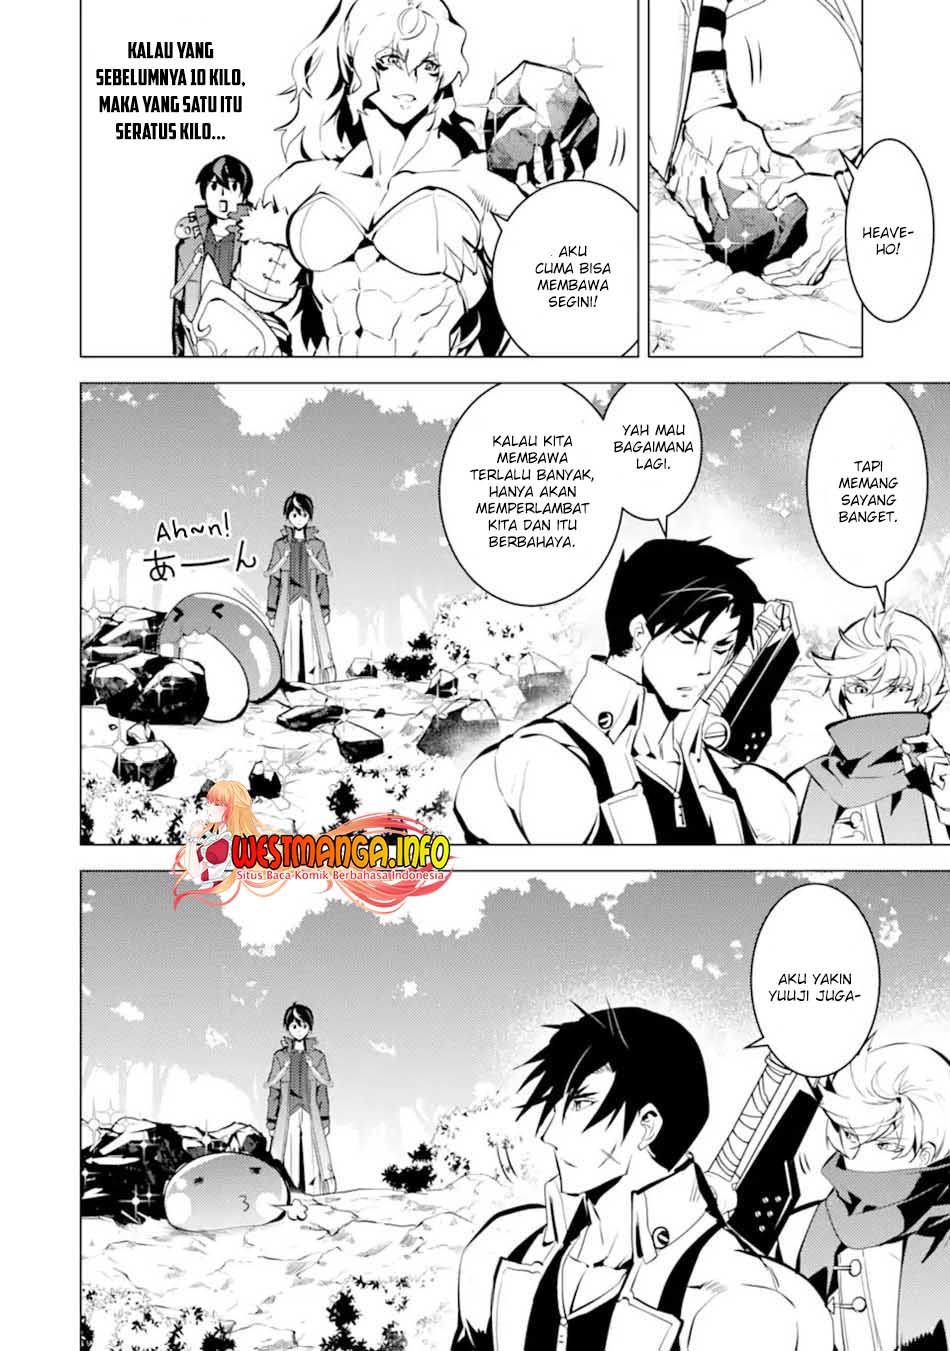 HEAVE-
HO!
KALAU YANG
SEBELUMNYA 10 KILO,
MAKA YANG SATU ITU
SERATUS KILO...
AKU
CUMA BISA
MEMBAWA
SEGINI!
TAPI
MEMANG
SAYANG
BANGET.
YAH MAU
BAGAIMANA
LAGI.
KALAU KITA
MEMBAWA
TERLALU BANYAK,
HANYA AKAN
MEMPERLAMBAT
KITA DAN ITU
BERBAHAYA.
Ahan!
あーん
WESTMANGA.INFO
Situs Baca Komik Berbahasa Indonesia
AKU YAKIN
YUUJI JUGA-